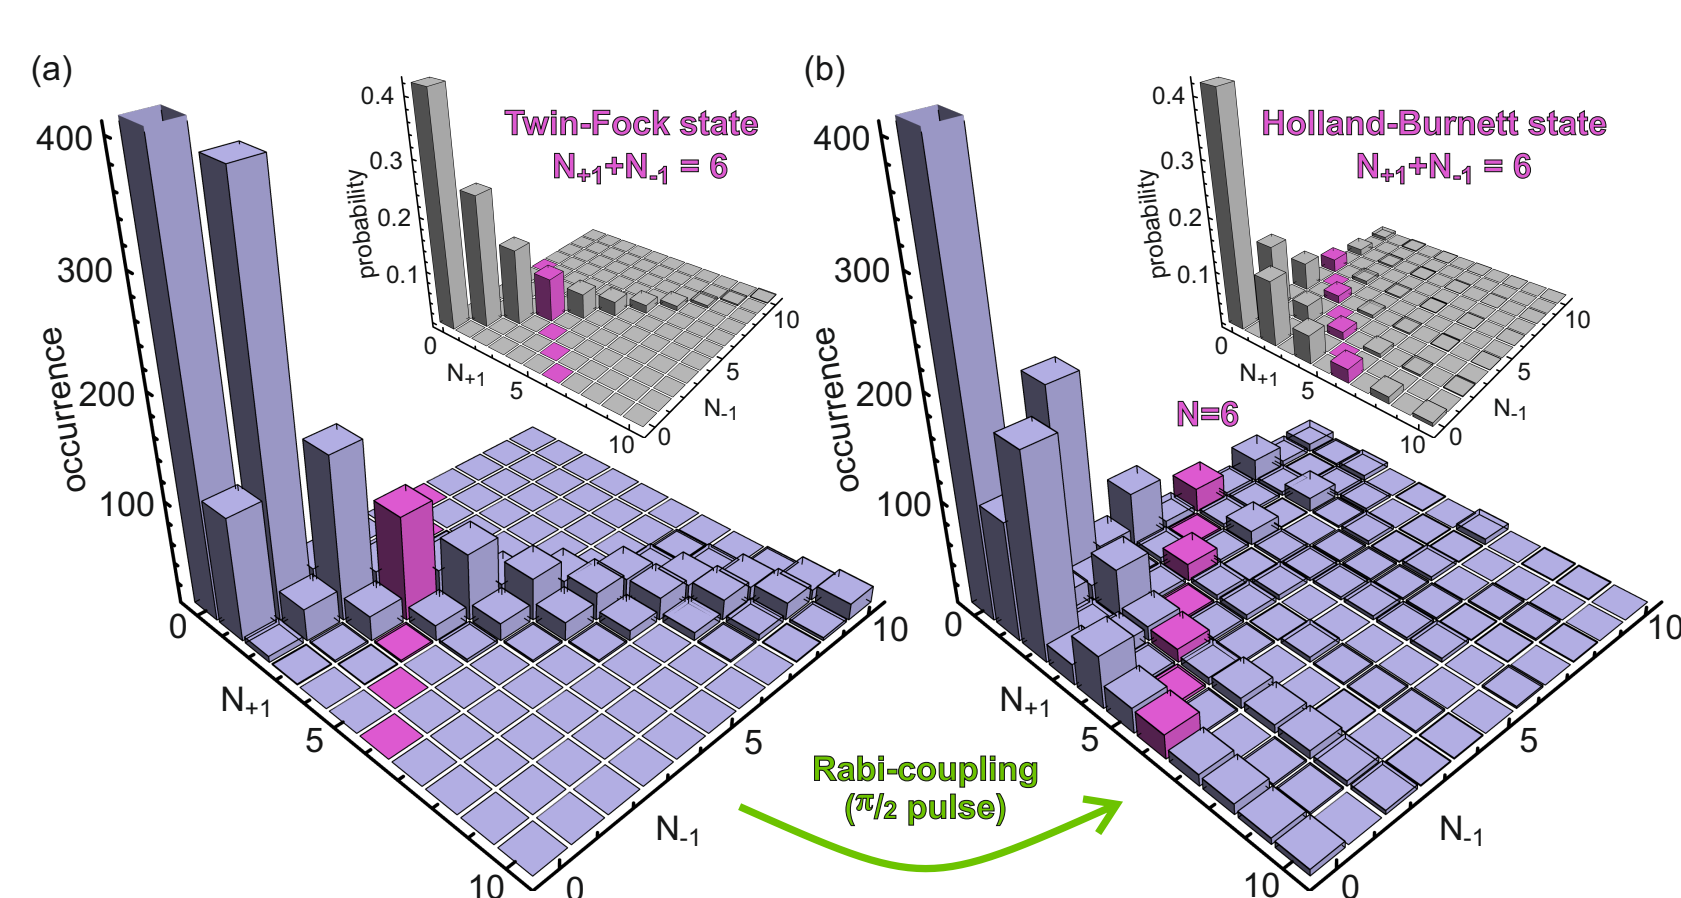 (a)
400
300
200
100
occurrence
0
N+1
5
10
0
N-1
5
10
0.4
0.3
0.2
0.1
probability
Twin-Fock state
N+1+N-1 = 6
0
N+1
5
10
0
N-1
5
10
Rabi-coupling
(π/2 pulse)
(b)
400
300
200
100
occurrence
0
N+1
5
10
0
N-1
5
10
N=6
0.4
0.3
0.2
0.1
probability
Holland-Burnett state
N+1+N-1 = 6
0
N+1
5
10
0
N-1
5
10